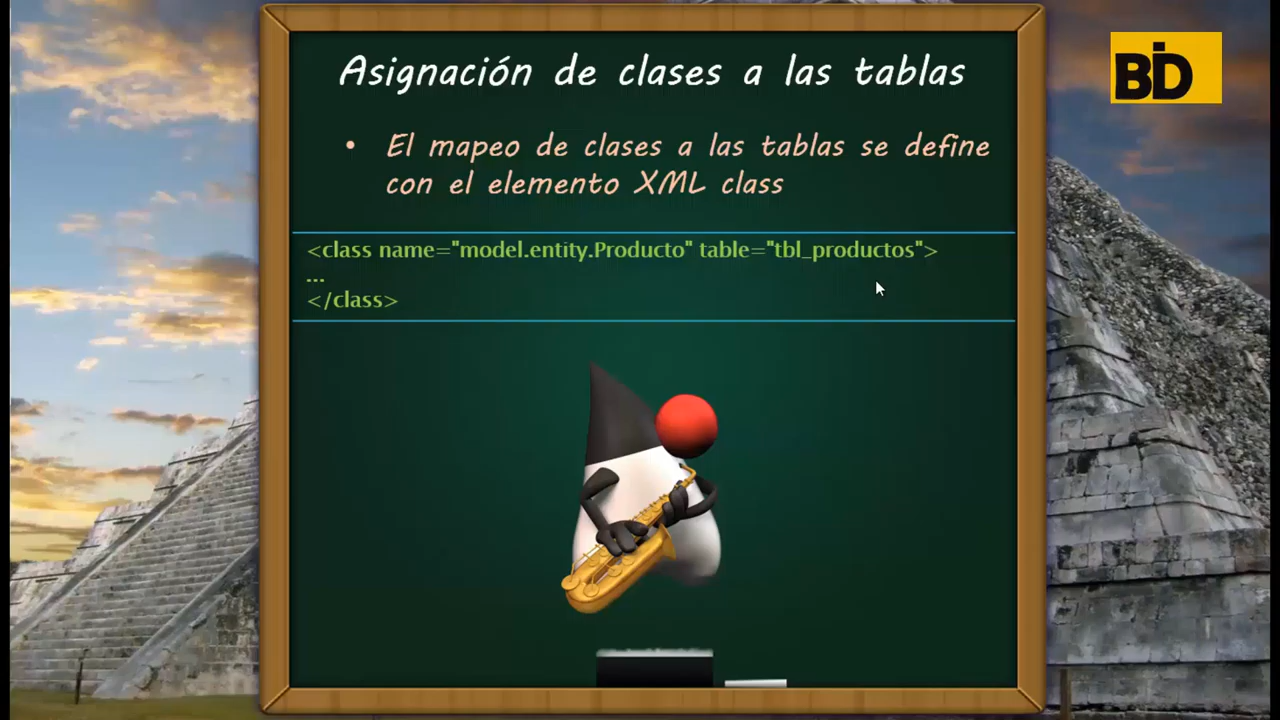 Asignación de clases a las tablas
BID
• El mapeo de clases a las tablas se define
con el elemento XML class
<class name="model.entity.Producto" table="tbl_productos">
...
</class>